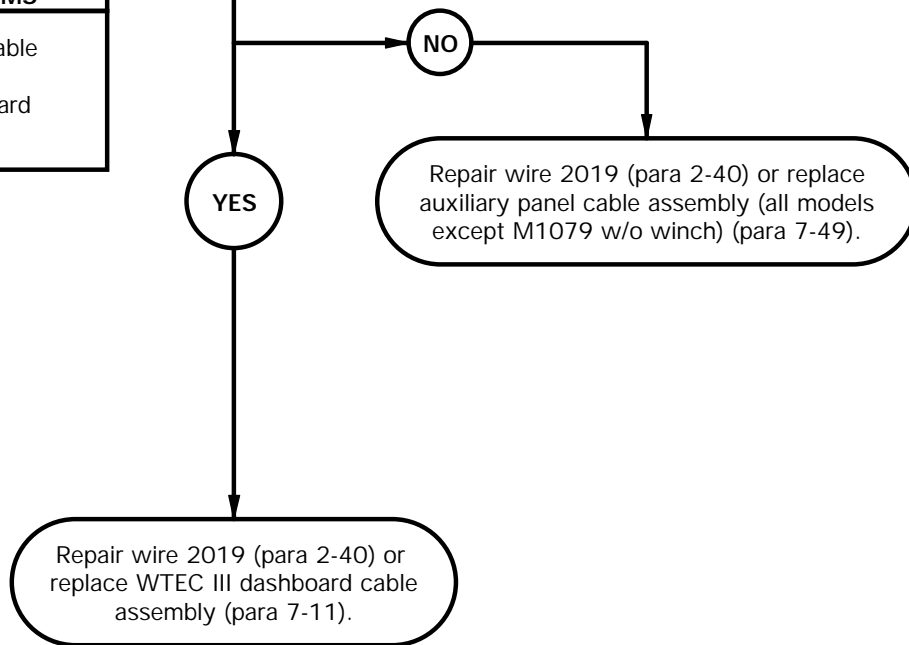 NO
YES
Repair wire 2019 (para 2-40) or replace
auxiliary panel cable assembly (all models
except M1079 w/o winch) (para 7-49).
Repair wire 2019 (para 2-40) or
replace WTEC III dashboard cable
assembly (para 7-11).